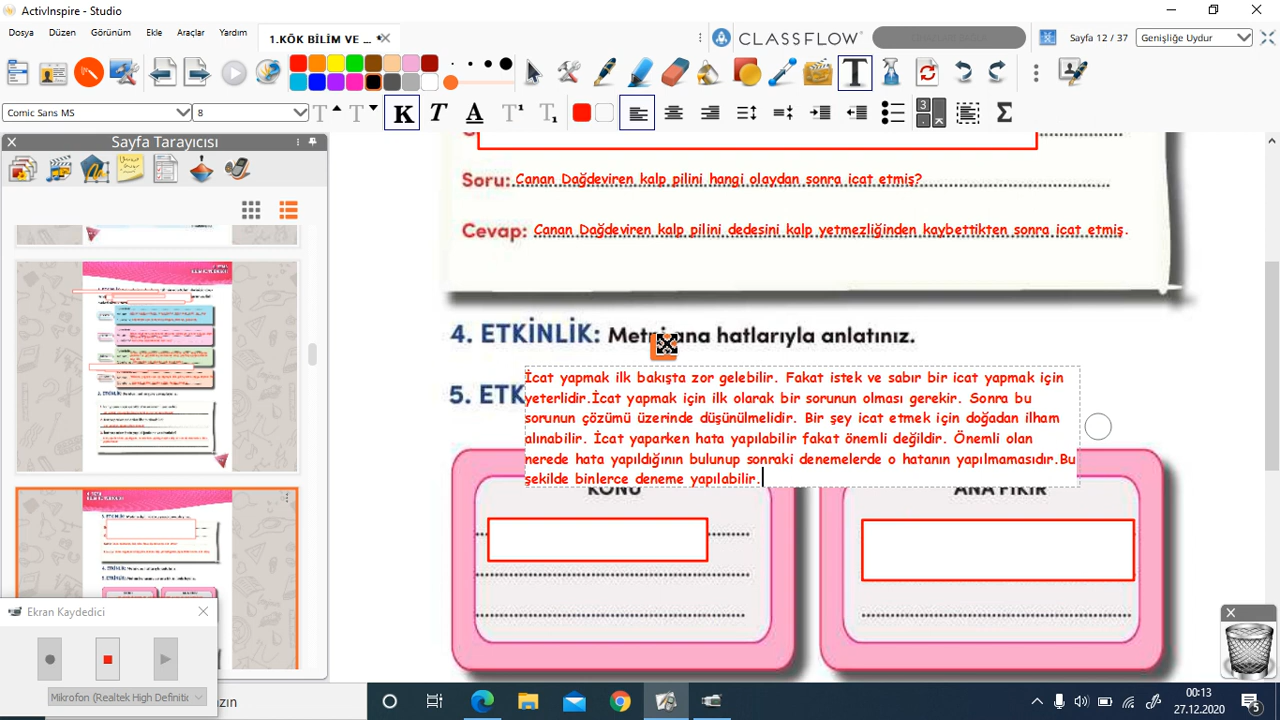 ActivInspire - Studio
Dosya Düzen Görünüm Ekle Araçlar Yardım
1.KÖK BİLİM VE ...
CLASSFLOW
Sayfa 12 / 37
Genişliğe Uydur
Comic Sans MS
8
K T A
Sayfa Tarayıcısı
Soru: Canan Dağdeviren kalp pilini hangi olaydan sonra icat etmiş?
Cevap: Canan Dağdeviren kalp pilini dedesini kalp yetmezliğinden kaybettikten sonra icat etmiş.
4. ETKİNLİK: ana hatlarıyla anlatınız.
5. ETK
İcat yapmak ilk bakışta zor gelebilir. Fakat istek ve sabır bir icat yapmak için
yeterlidir.İcat yapmak için ilk olarak bir sorunun olması gerekir. Sonra bu
sorunun çözümü üzerinde düşünülmelidir. Bir şey icat etmek için doğadan ilham
alınabilir. İcat yaparken hata yapılabilir fakat önemli değildir. Önemli olan
nerede hata yapıldığının bulunup sonraki denemelerde o hatanın yapılmamasıdır.Bu
şekilde binlerce deneme yapılabilir.
KONU
ANA FİKİR
Ekran Kaydedici
Mikrofon (Realtek High Definitic
zın
00:13
27.12.2020
5